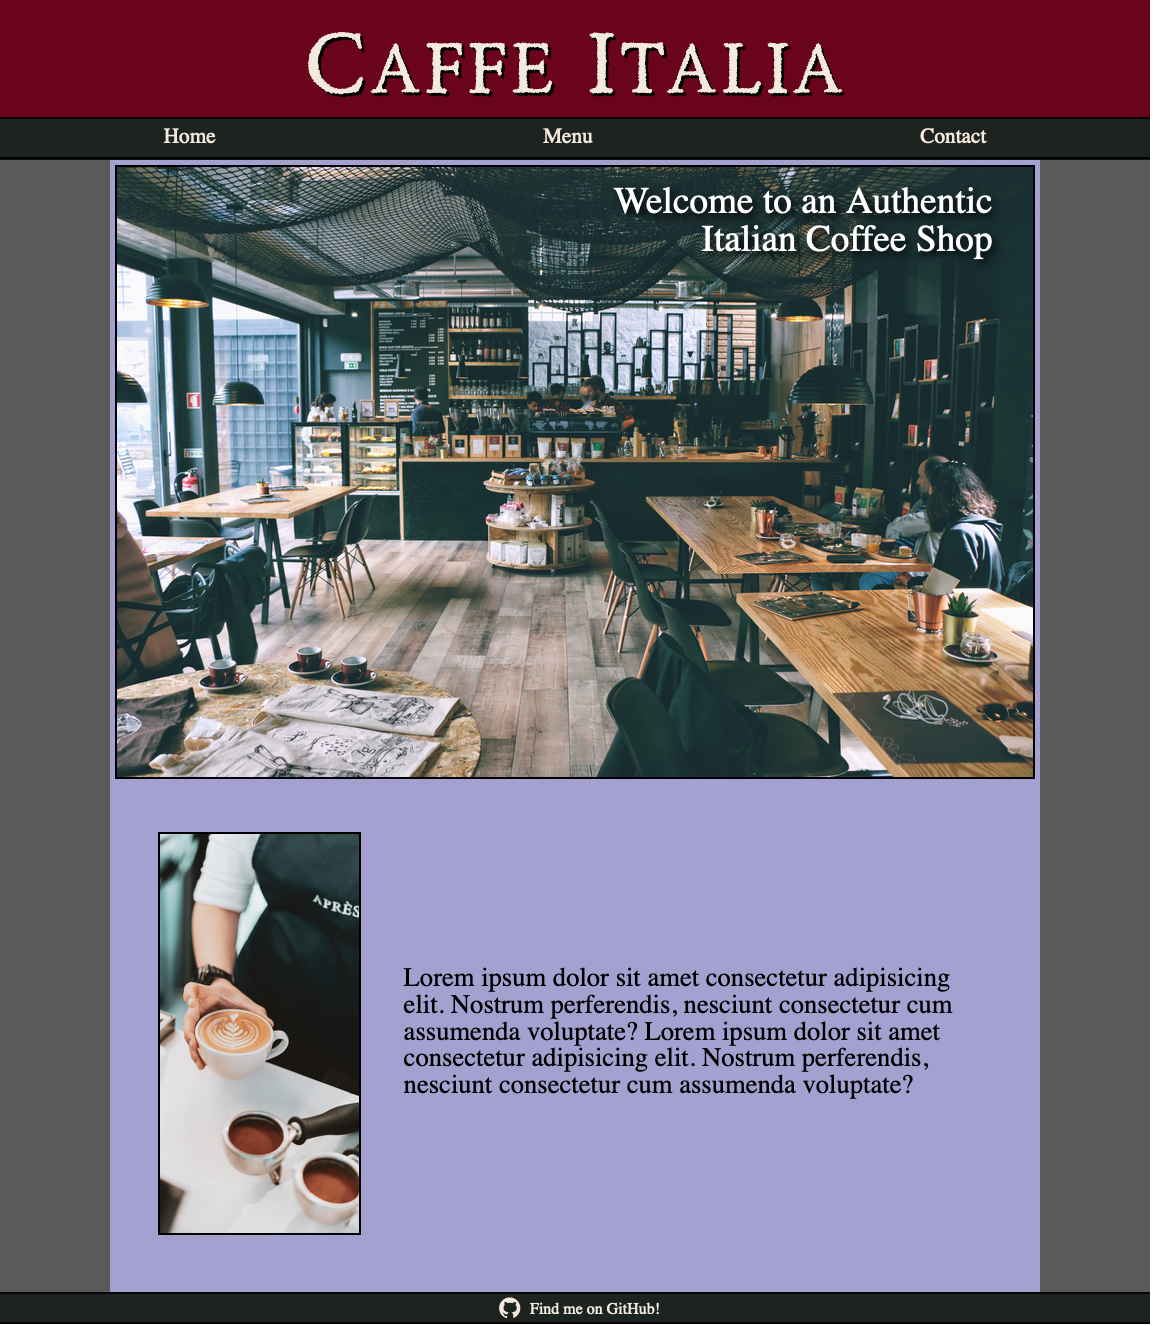 Caffe Italia
Home
Menu
Contact
Welcome to an Authentic
Italian Coffee Shop
APRÈS
Lorem ipsum dolor sit amet consectetur adipisicing
elit. Nostrum perferendis, nesciunt consectetur cum
assumenda voluptate? Lorem ipsum dolor sit amet
consectetur adipisicing elit. Nostrum perferendis,
nesciunt consectetur cum assumenda voluptate?
Find me on GitHub!